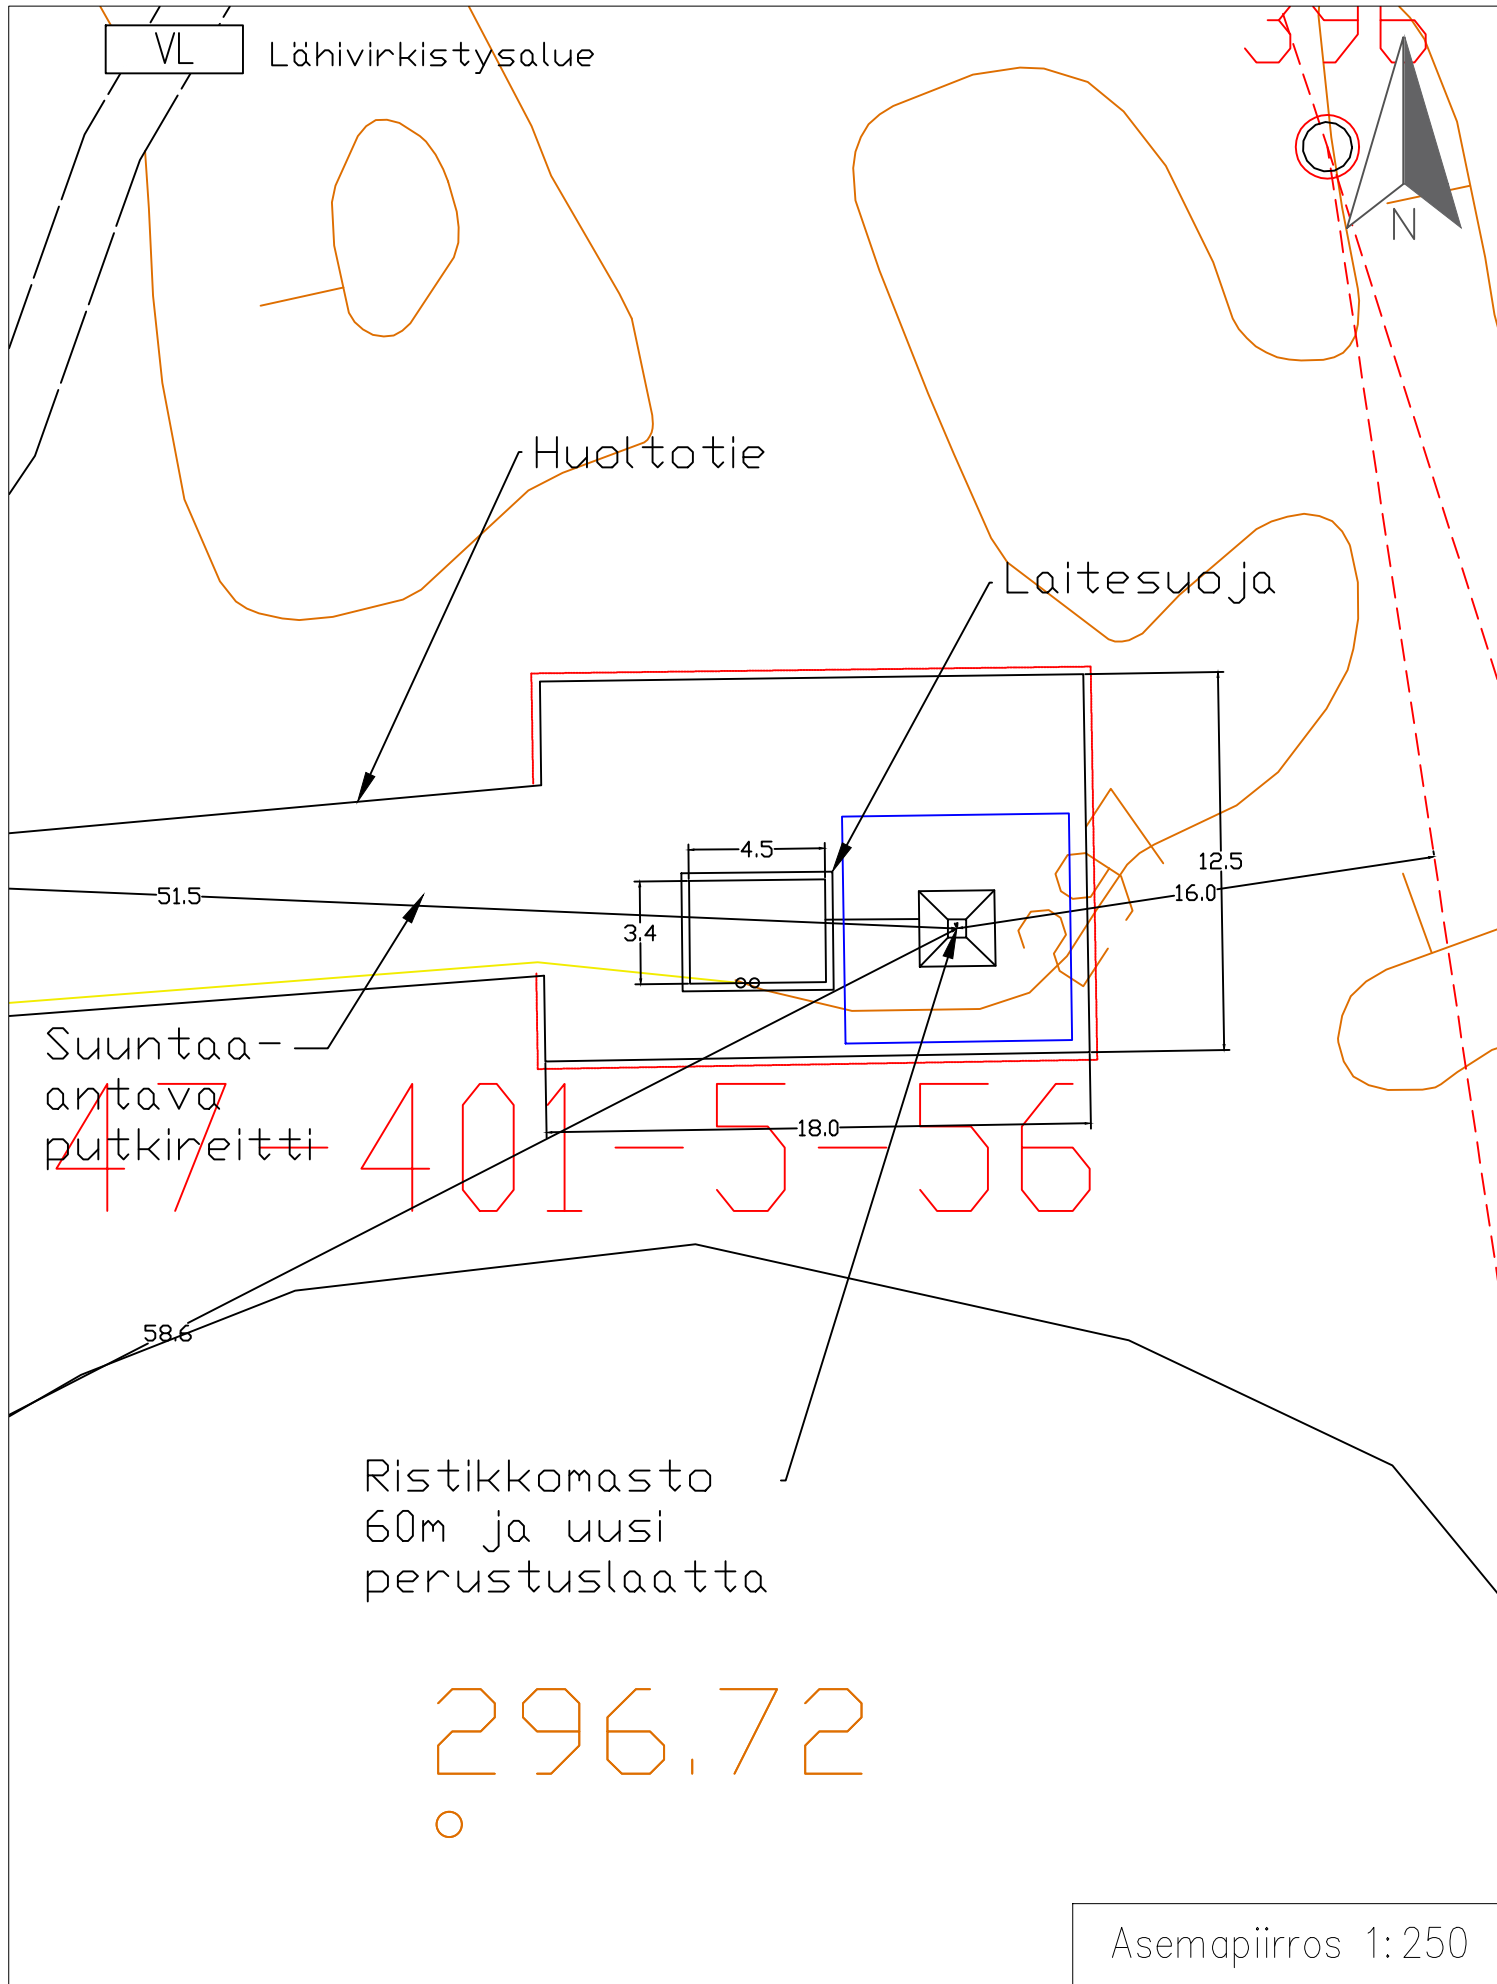 VL
Lähivirkistysalue
N
Huoltotie
Laitesuoja
4.5
12.5
51.5
16.0
3.4
Suuntaa-
antava
putkireitti
47-401-5-56
18.0
58.6
Ristikkomasto
60m ja uusi
perustuslaatta
296.72
Asemapiirros 1:250